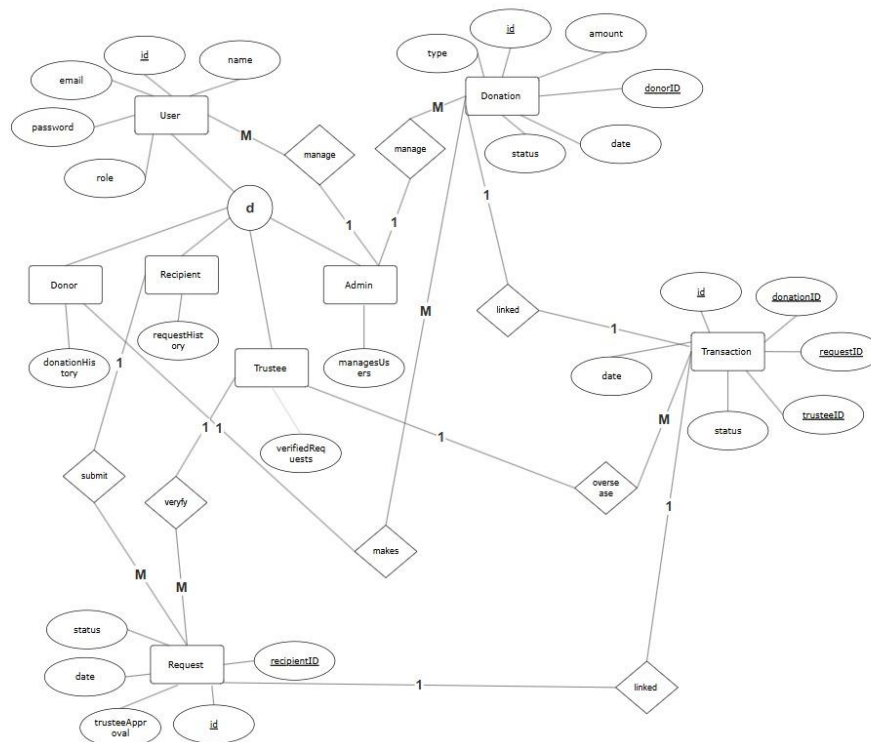 id
email
name
User
password
role
M
manage
1
d
type
id
amount
Donation
donorID
date
status
M
manage
1
Donor
Recipient
Admin
donationHis
tory
requestHist
ory
managesUs
ers
Trustee
verifiedReq
uests
1
linked
1
M
id
donationID
Transaction
requestID
date
trusteeID
status
1
1
1
1
M
submit
veryfy
overse
ease
makes
1
M
M
status
Request
recipientID
date
trusteeAppr
oval
id
1
linked